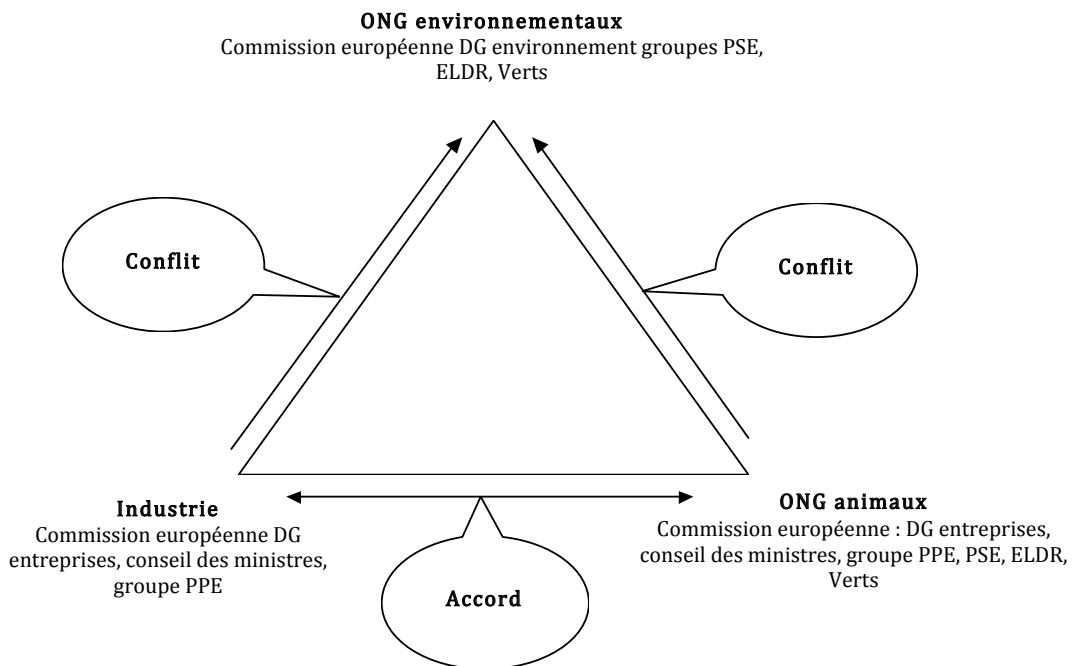 ONG environnementaux
Commission européenne DG environnement groupes PSE,
ELDR, Verts
Conflit
Conflit
Industrie
Commission européenne DG
entreprises, conseil des ministres,
groupe PPE
ONG animaux
Commission européenne : DG entreprises,
conseil des ministres, groupe PPE, PSE, ELDR,
Verts
Accord